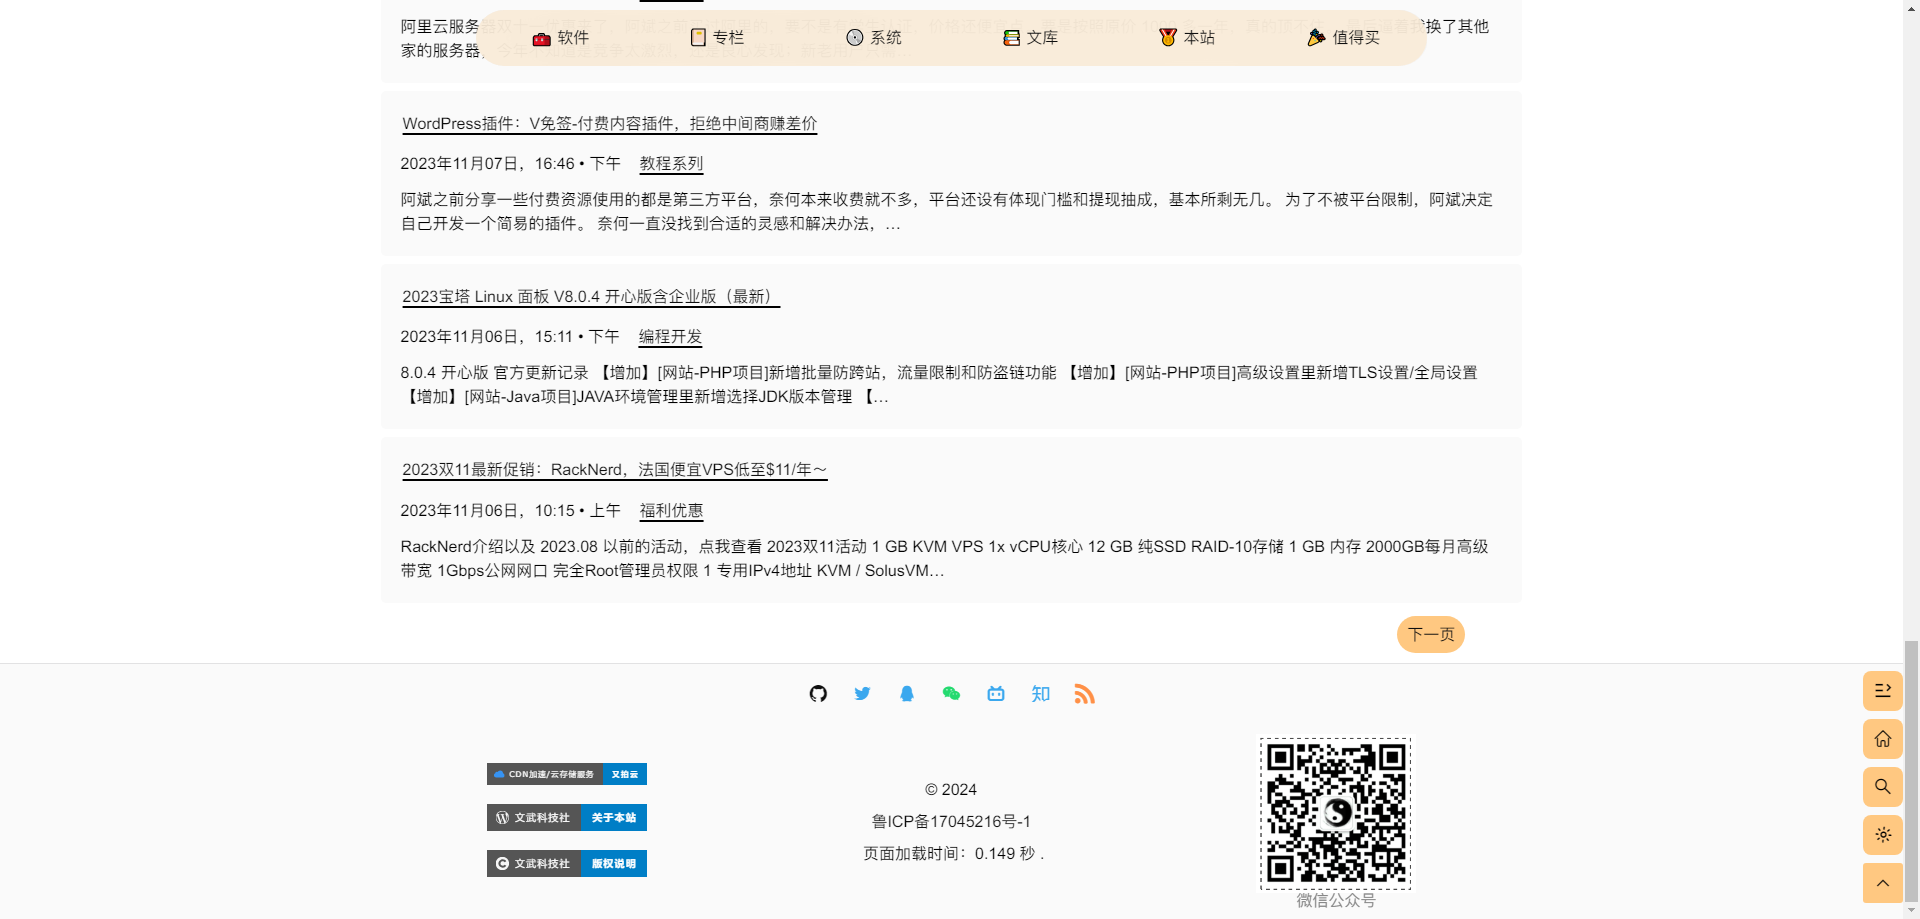 阿里云服务
换了其他
家的服务器
软件
专栏
系统
文库
本站
值得买
WordPress插件：V免签-付费内容插件，拒绝中间商赚差价
2023年11月07日，16:46 • 下午 教程系列
阿斌之前分享一些付费资源使用的都是第三方平台，奈何本来收费就不多，平台还设有体现门槛和提现抽成，基本所剩无几。 为了不被平台限制，阿斌决定
自己开发一个简易的插件。 奈何一直没找到合适的灵感和解决办法，…
2023宝塔 Linux 面板 V8.0.4 开心版含企业版（最新）
2023年11月06日，15:11 • 下午 编程开发
8.0.4 开心版 官方更新记录 【增加】[网站-PHP项目]新增批量防跨站，流量限制和防盗链功能 【增加】[网站-PHP项目]高级设置里新增TLS设置/全局设置
【增加】[网站-Java项目]JAVA环境管理里新增选择JDK版本管理 【…
2023双11最新促销：RackNerd，法国便宜VPS低至$11/年～
2023年11月06日，10:15 • 上午 福利优惠
RackNerd介绍以及 2023.08 以前的活动，点我查看 2023双11活动 1 GB KVM VPS 1x vCPU核心 12 GB 纯SSD RAID-10存储 1 GB 内存 2000GB每月高级
带宽 1Gbps公网网口 完全Root管理员权限 1 专用IPv4地址 KVM / SolusVM…
下一页
知
CDN加速/云存储服务 又拍云
文武科技社 关于本站
文武科技社 版权说明
© 2024
鲁ICP备17045216号-1
页面加载时间：0.149 秒 .
微信公众号